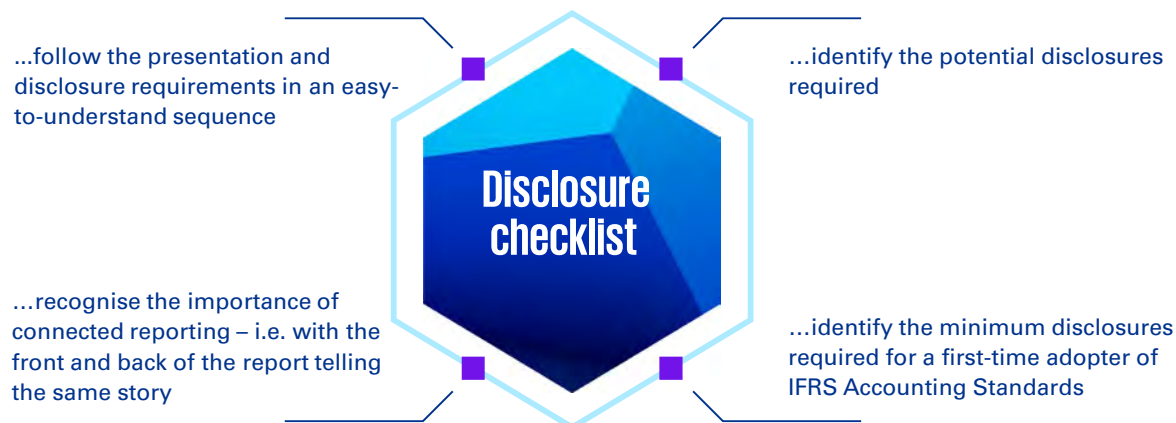 ...follow the presentation and
disclosure requirements in an easy-
to-understand sequence
…identify the potential disclosures
required
Disclosure
checklist
…recognise the importance of
connected reporting – i.e. with the
front and back of the report telling
the same story
…identify the minimum disclosures
required for a first-time adopter of
IFRS Accounting Standards